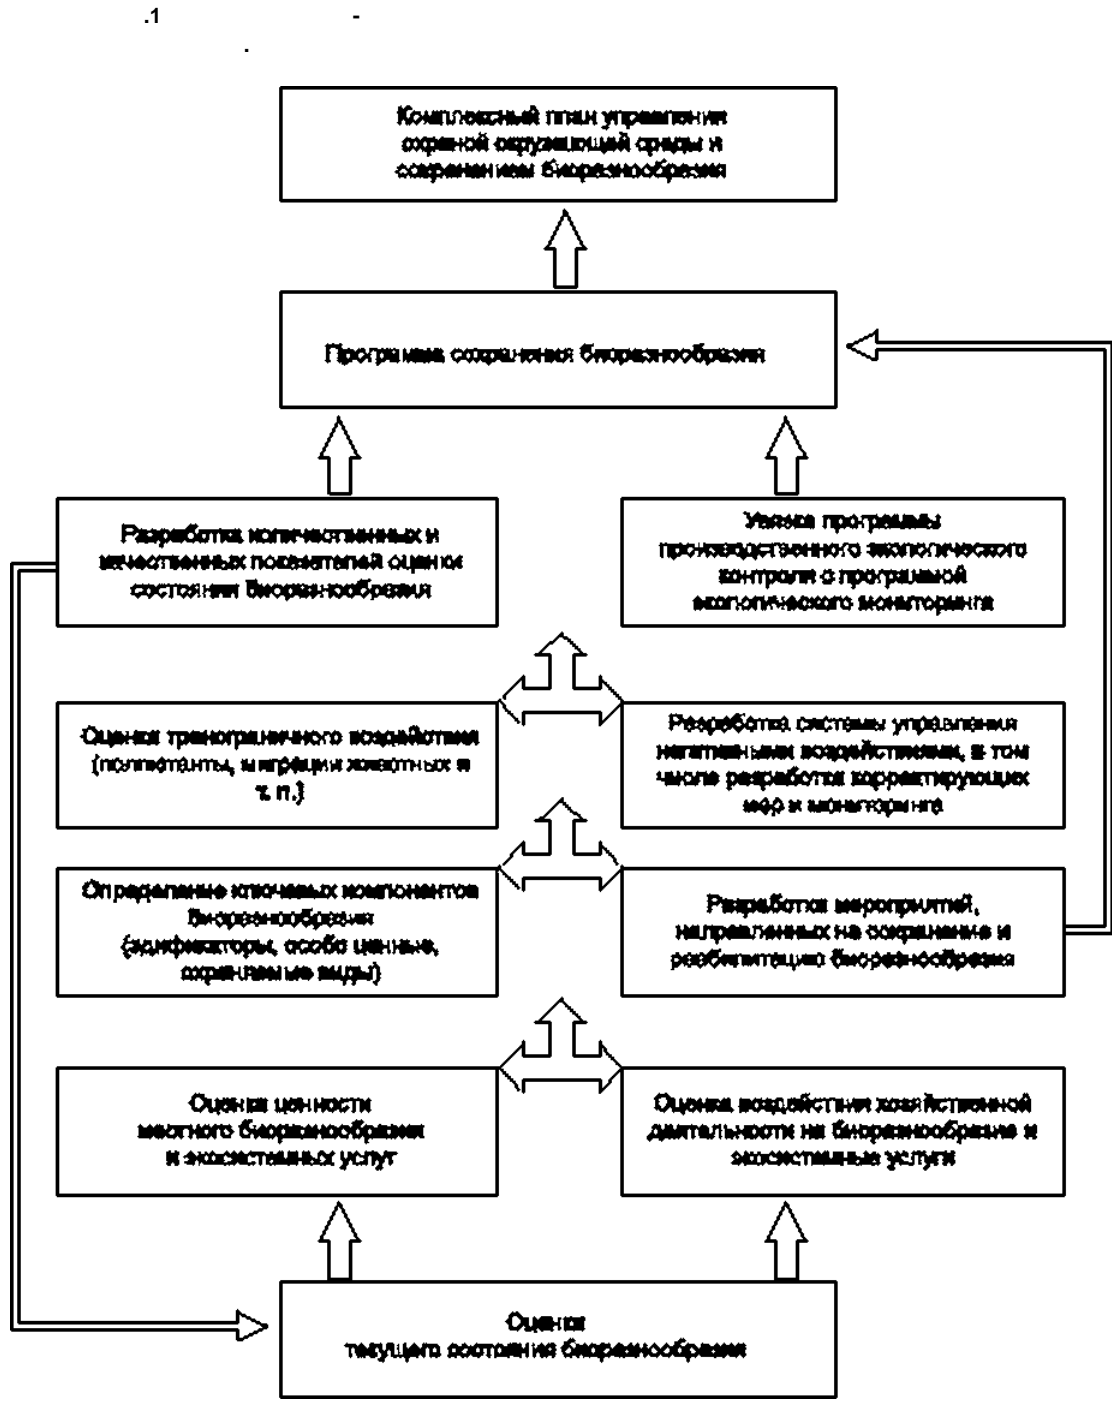 .1 -
.
Комплексный план управления
охраной окружающей среды и
сохранением биоразнообразия
Программа сохранения биоразнообразия
Разработка количественных и
качественных показателей оценки
состояния биоразнообразия
Увязка программы
производственного экологического
контроля с программой
экологического мониторинга
Оценка трансграничного воздействия
(поллютанты, миграции животных и
т. п.)
Разработка системы управления
негативными воздействиями, в том
числе разработка корректирующих
мер и мониторинга
Определение ключевых компонентов
биоразнообразия
(эдификаторы, особо ценные,
охраняемые виды)
Разработка мероприятий,
направленных на сохранение и
реабилитацию биоразнообразия
Оценка ценности
местного биоразнообразия
и экосистемных услуг
Оценка воздействия хозяйственной
деятельности на биоразнообразие и
экосистемные услуги
Оценка
текущего состояния биоразнообразия